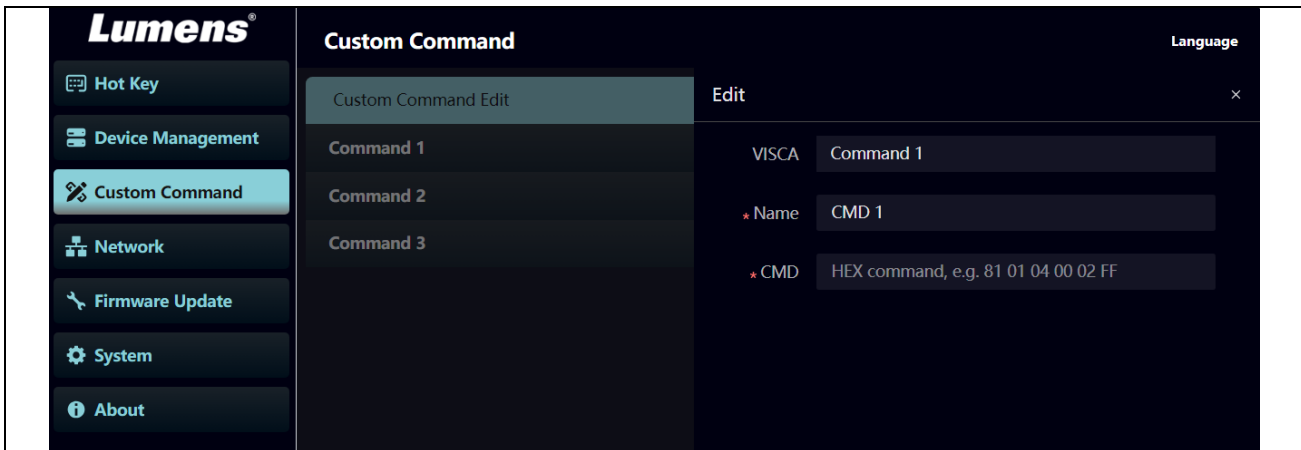 Lumens®
Hot Key
Device Management
Custom Command
Network
Firmware Update
System
About
Custom Command
Language
Custom Command Edit
Command 1
Command 2
Command 3
Edit
×
VISCA Command 1
* Name CMD 1
* CMD HEX command, e.g. 81 01 04 00 02 FF